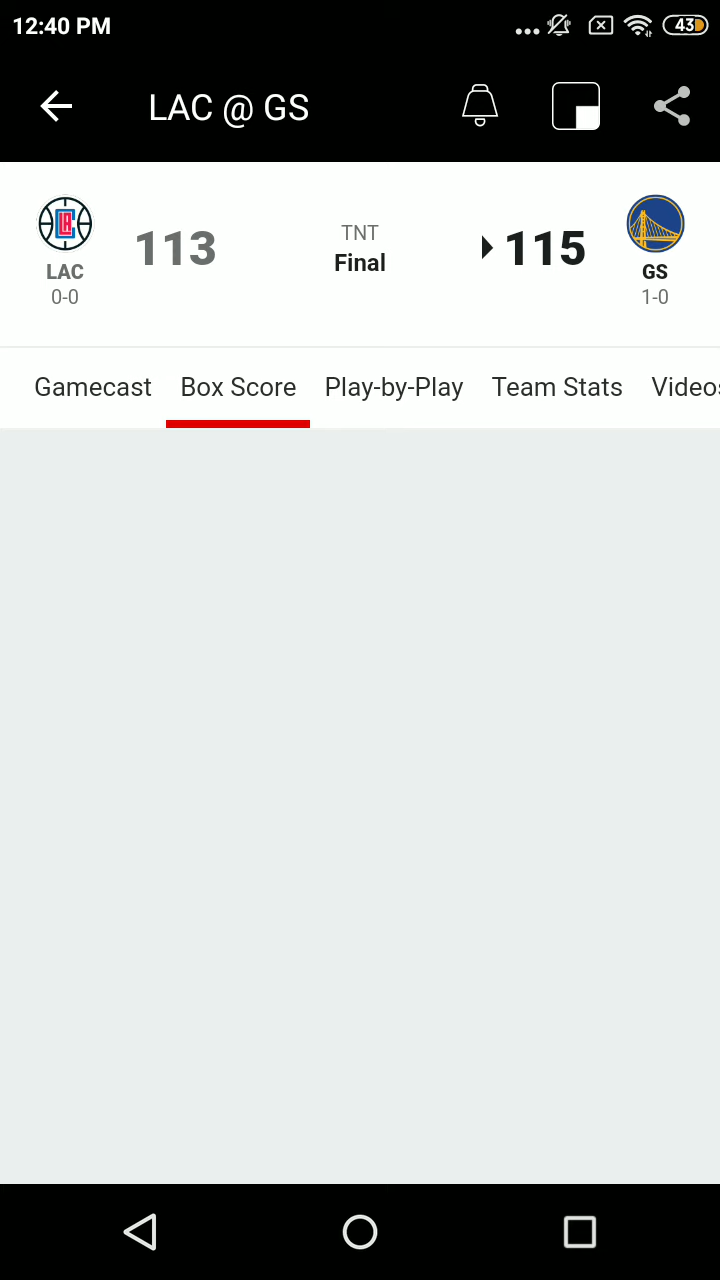 12:40 PM
43
LAC @ GS
LAC
0-0
113
TNT
Final
115
GS
1-0
Gamecast Box Score Play-by-Play Team Stats Videos